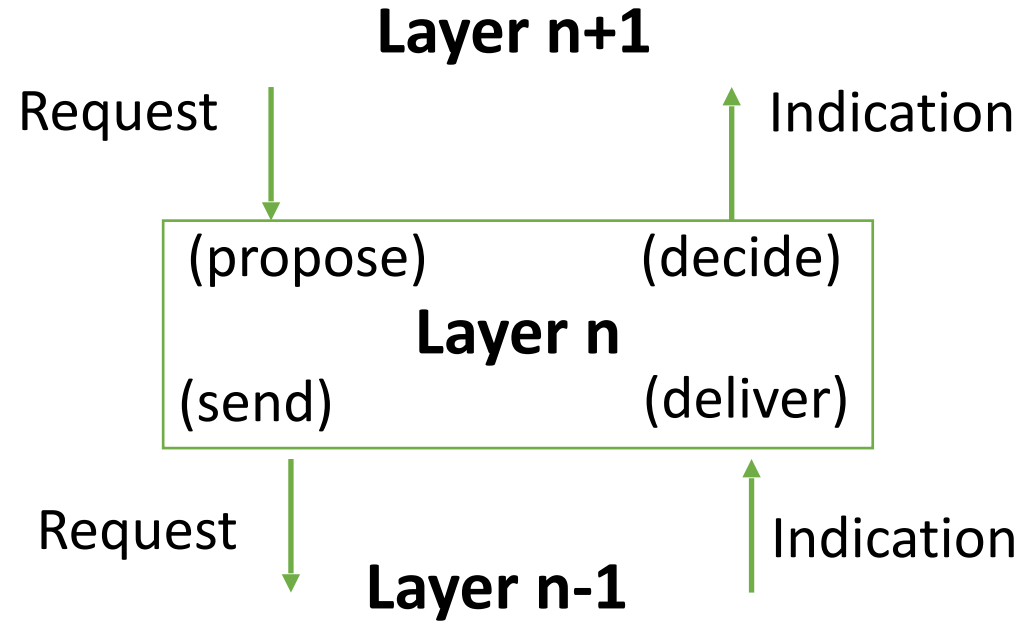 Layer n+1
Request
Indication
(propose)
(decide)
Layer n
(send)
(deliver)
Request
Indication
Layer n-1